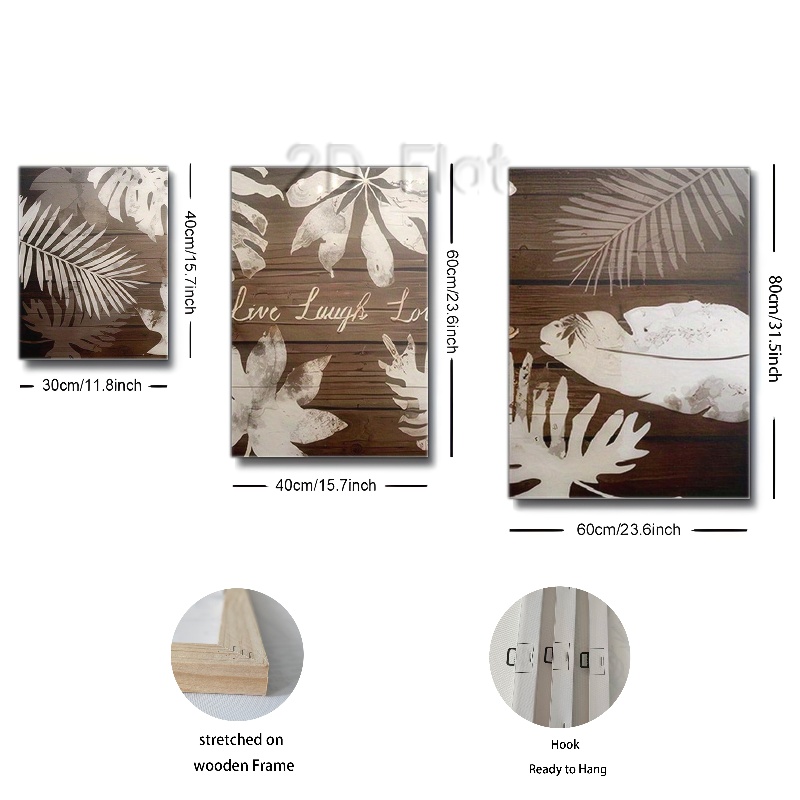 2D Flat
40cm/15.7inch
30cm/11.8inch
Live Laugh Lo
60cm/23.6inch
40cm/15.7inch
80cm/31.5inch
60cm/23.6inch
stretched on
wooden Frame
Hook
Ready to Hang